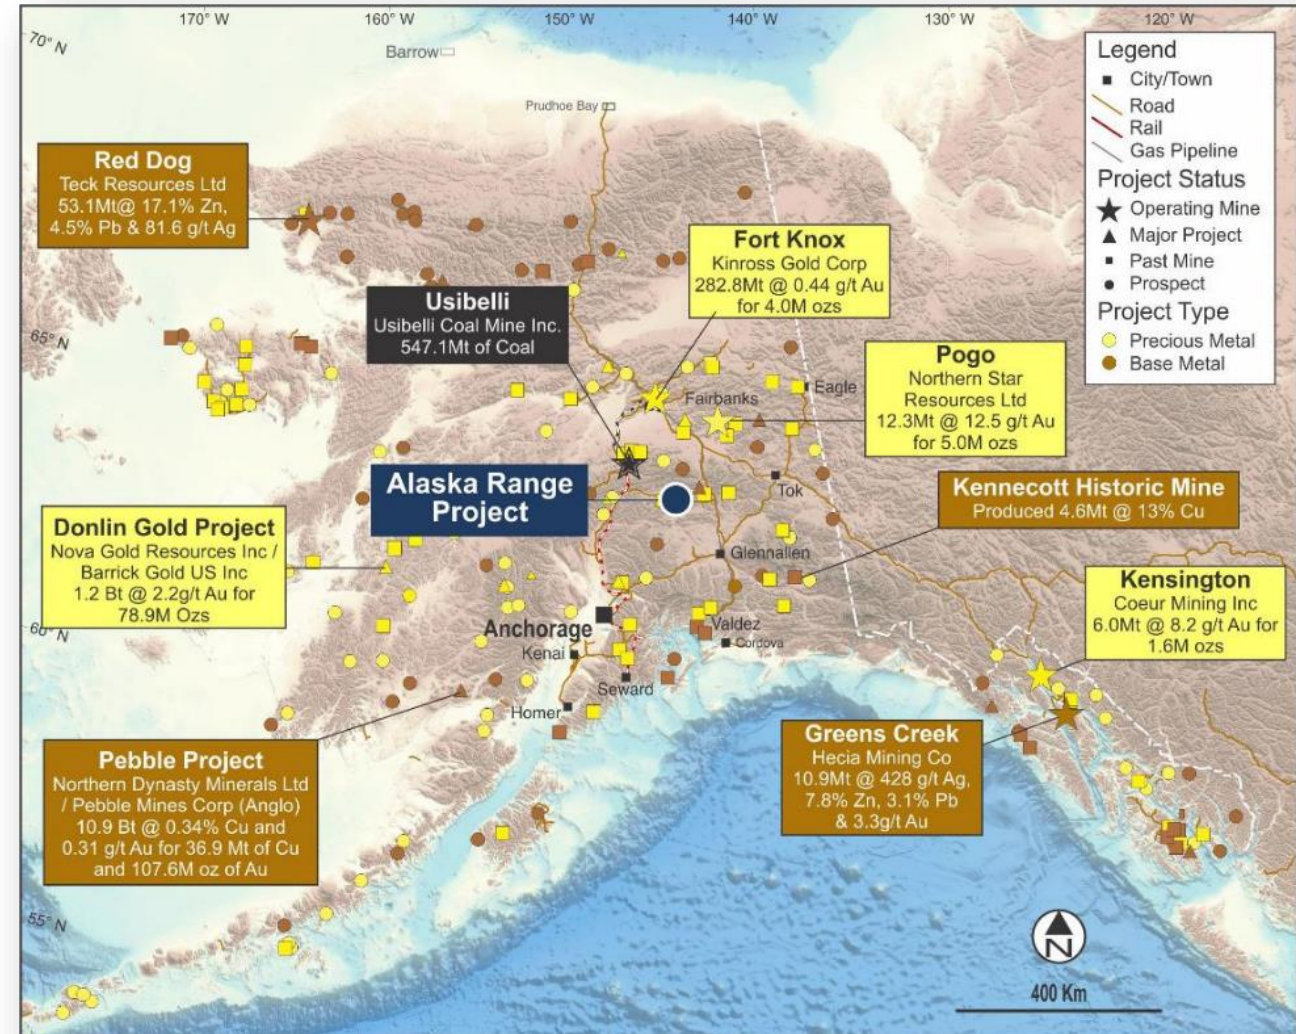 170° W
160° W
150° W
140° W
130° W
120° W
70° N
65° N
60° N
55° N
Barrow
Prudhoe Bay
Legend
City/Town
Road
Rail
Gas Pipeline
Project Status
Operating Mine
Major Project
Past Mine
Prospect
Project Type
Precious Metal
Base Metal
Red Dog
Teck Resources Ltd
53.1Mt@ 17.1% Zn,
4.5% Pb & 81.6 g/t Ag
Fort Knox
Kinross Gold Corp
282.8Mt @ 0.44 g/t Au
for 4.0M ozs
Usibelli
Usibelli Coal Mine Inc.
547.1Mt of Coal
Pogo
Northern Star
Resources Ltd
12.3Mt @ 12.5 g/t Au
for 5.0M ozs
Eagle
Fairbanks
Alaska Range
Project
Tok
Kennecott Historic Mine
Produced 4.6Mt @ 13% Cu
Donlin Gold Project
Nova Gold Resources Inc /
Barrick Gold US Inc
1.2 Bt @ 2.2g/t Au for
78.9M Ozs
Glennallen
Kensington
Coeur Mining Inc
6.0Mt @ 8.2 g/t Au for
1.6M ozs
Anchorage
Valdez
Cordova
Kenai
Seward
Homer
Pebble Project
Northern Dynasty Minerals Ltd
/ Pebble Mines Corp (Anglo)
10.9 Bt @ 0.34% Cu and
0.31 g/t Au for 36.9 Mt of Cu
and 107.6M oz of Au
Greens Creek
Hecia Mining Co
10.9Mt @ 428 g/t Ag,
7.8% Zn, 3.1% Pb
& 3.3g/t Au
N
400 Km